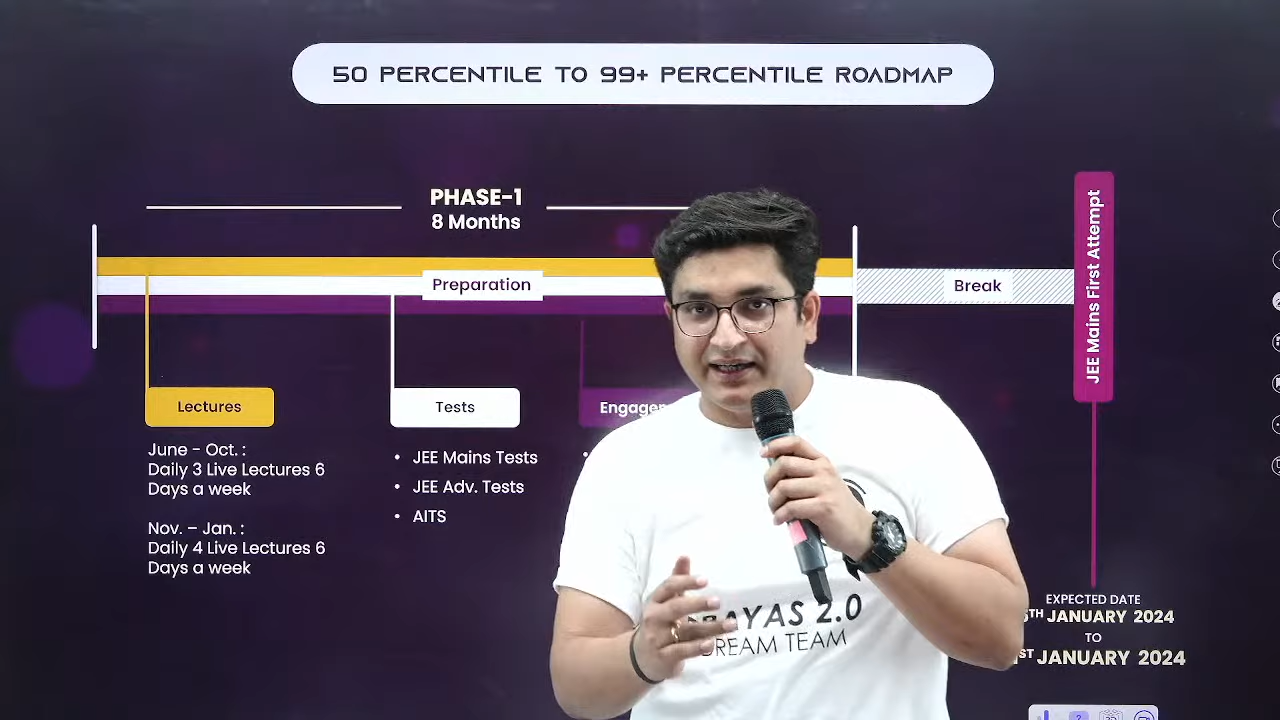 50 PERCENTILE TO 99+ PERCENTILE ROADMAP
PHASE-1
8 Months
Preparation
Break
JEE Mains First Attempt
Lectures
Tests
June - Oct. :
Daily 3 Live Lectures 6
Days a week
Nov. – Jan. :
Daily 4 Live Lectures 6
Days a week
• JEE Mains Tests
• JEE Adv. Tests
• AITS
2.0
DREAM TEAM
EXPECTED DATE
JANUARY 2024
TO
JANUARY 2024